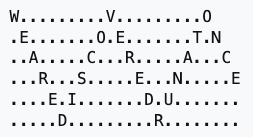 W.........V.........O
.E.......O.E.......T.N
..A.....C...R.....A...C
...R...S.....E...N.....E
....E.I.......D.U.......
.....D.........R........